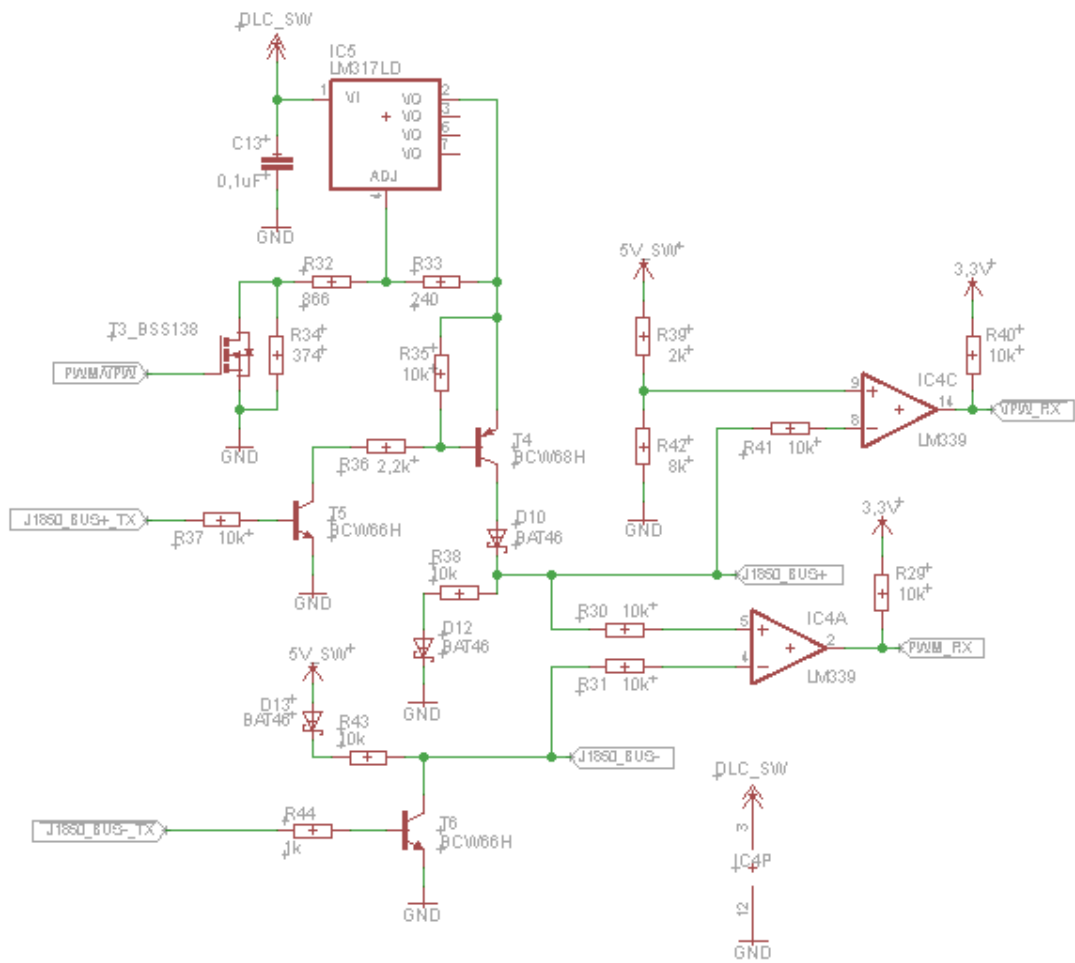 DLC_SW
IC5
LM317LD
1
VI
VO
2
VO
3
VO
6
VO
7
ADJ
4
C13
0,1uF
GND
R32
866
R33
240
T3_BSS138
R34
374
PWM/VPW
GND
R35
10k
R36
2,2k
T4
BCW68H
J1850_BUS+_TX
R37
10k
T5
BCW66H
GND
D10
BAT46
R38
10k
D12
BAT46
GND
5V_SW
R39
2k
R42
8k
GND
3,3V
R40
10k
IC4C
9
8
14
LM339
R41
10k
VPW_RX
J1850_BUS+
3,3V
R29
10k
R30
10k
R31
10k
IC4A
5
4
2
LM339
PWM_RX
5V_SW
D13
BAT46
R43
10k
J1850_BUS-
J1850_BUS-_TX
R44
1k
T6
BCW66H
GND
DLC_SW
3
IC4P
12
GND